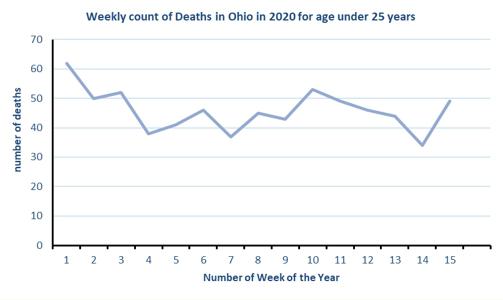 Weekly count of Deaths in Ohio in 2020 for age under 25 years
70
60
50
40
30
20
10
0
number of deaths
1 2 3 4 5 6 7 8 9 10 11 12 13 14 15
Number of Week of the Year